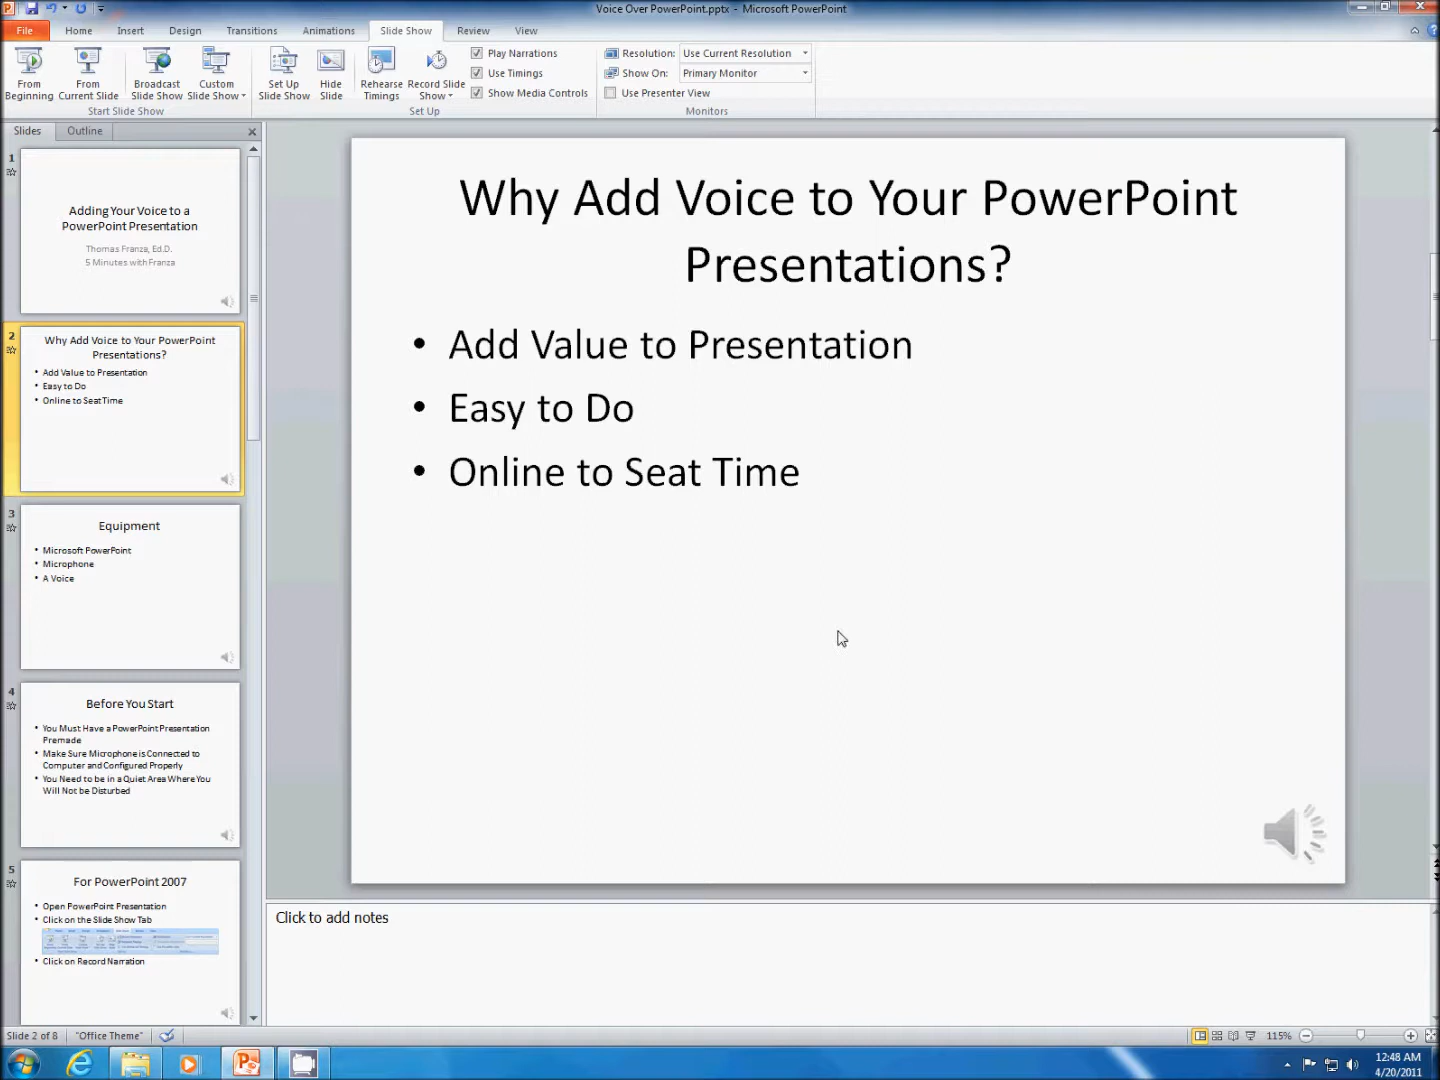 Voice Over PowerPoint.pptx - Microsoft PowerPoint
File Home Insert Design Transitions Animations Slide Show Review View
From Beginning
From Current Slide
Broadcast Slide Show
Custom Slide Show
Start Slide Show
Set Up Slide Show
Hide Slide
Rehearse Timings
Record Slide Show
Play Narrations
Use Timings
Show Media Controls
Set Up
Resolution: Use Current Resolution
Show On: Primary Monitor
Use Presenter View
Monitors
Slides Outline
1
Adding Your Voice to a
PowerPoint Presentation
Thomas Franza, Ed.D.
5 Minutes with Franza
2
Why Add Voice to Your PowerPoint
Presentations?
• Add Value to Presentation
• Easy to Do
• Online to Seat Time
3
Equipment
• Microsoft PowerPoint
• Microphone
• A Voice
4
Before You Start
• You Must Have a PowerPoint Presentation
Premade
• Make Sure Microphone is Connected to
Computer and Configured Properly
• You Need to be in a Quiet Area Where You
Will Not be Disturbed
5
For PowerPoint 2007
• Open PowerPoint Presentation
• Click on the Slide Show Tab
• Click on Record Narration
Why Add Voice to Your PowerPoint
Presentations?
• Add Value to Presentation
• Easy to Do
• Online to Seat Time
Click to add notes
Slide 2 of 8 "Office Theme" 115%
12:48 AM
4/20/2011